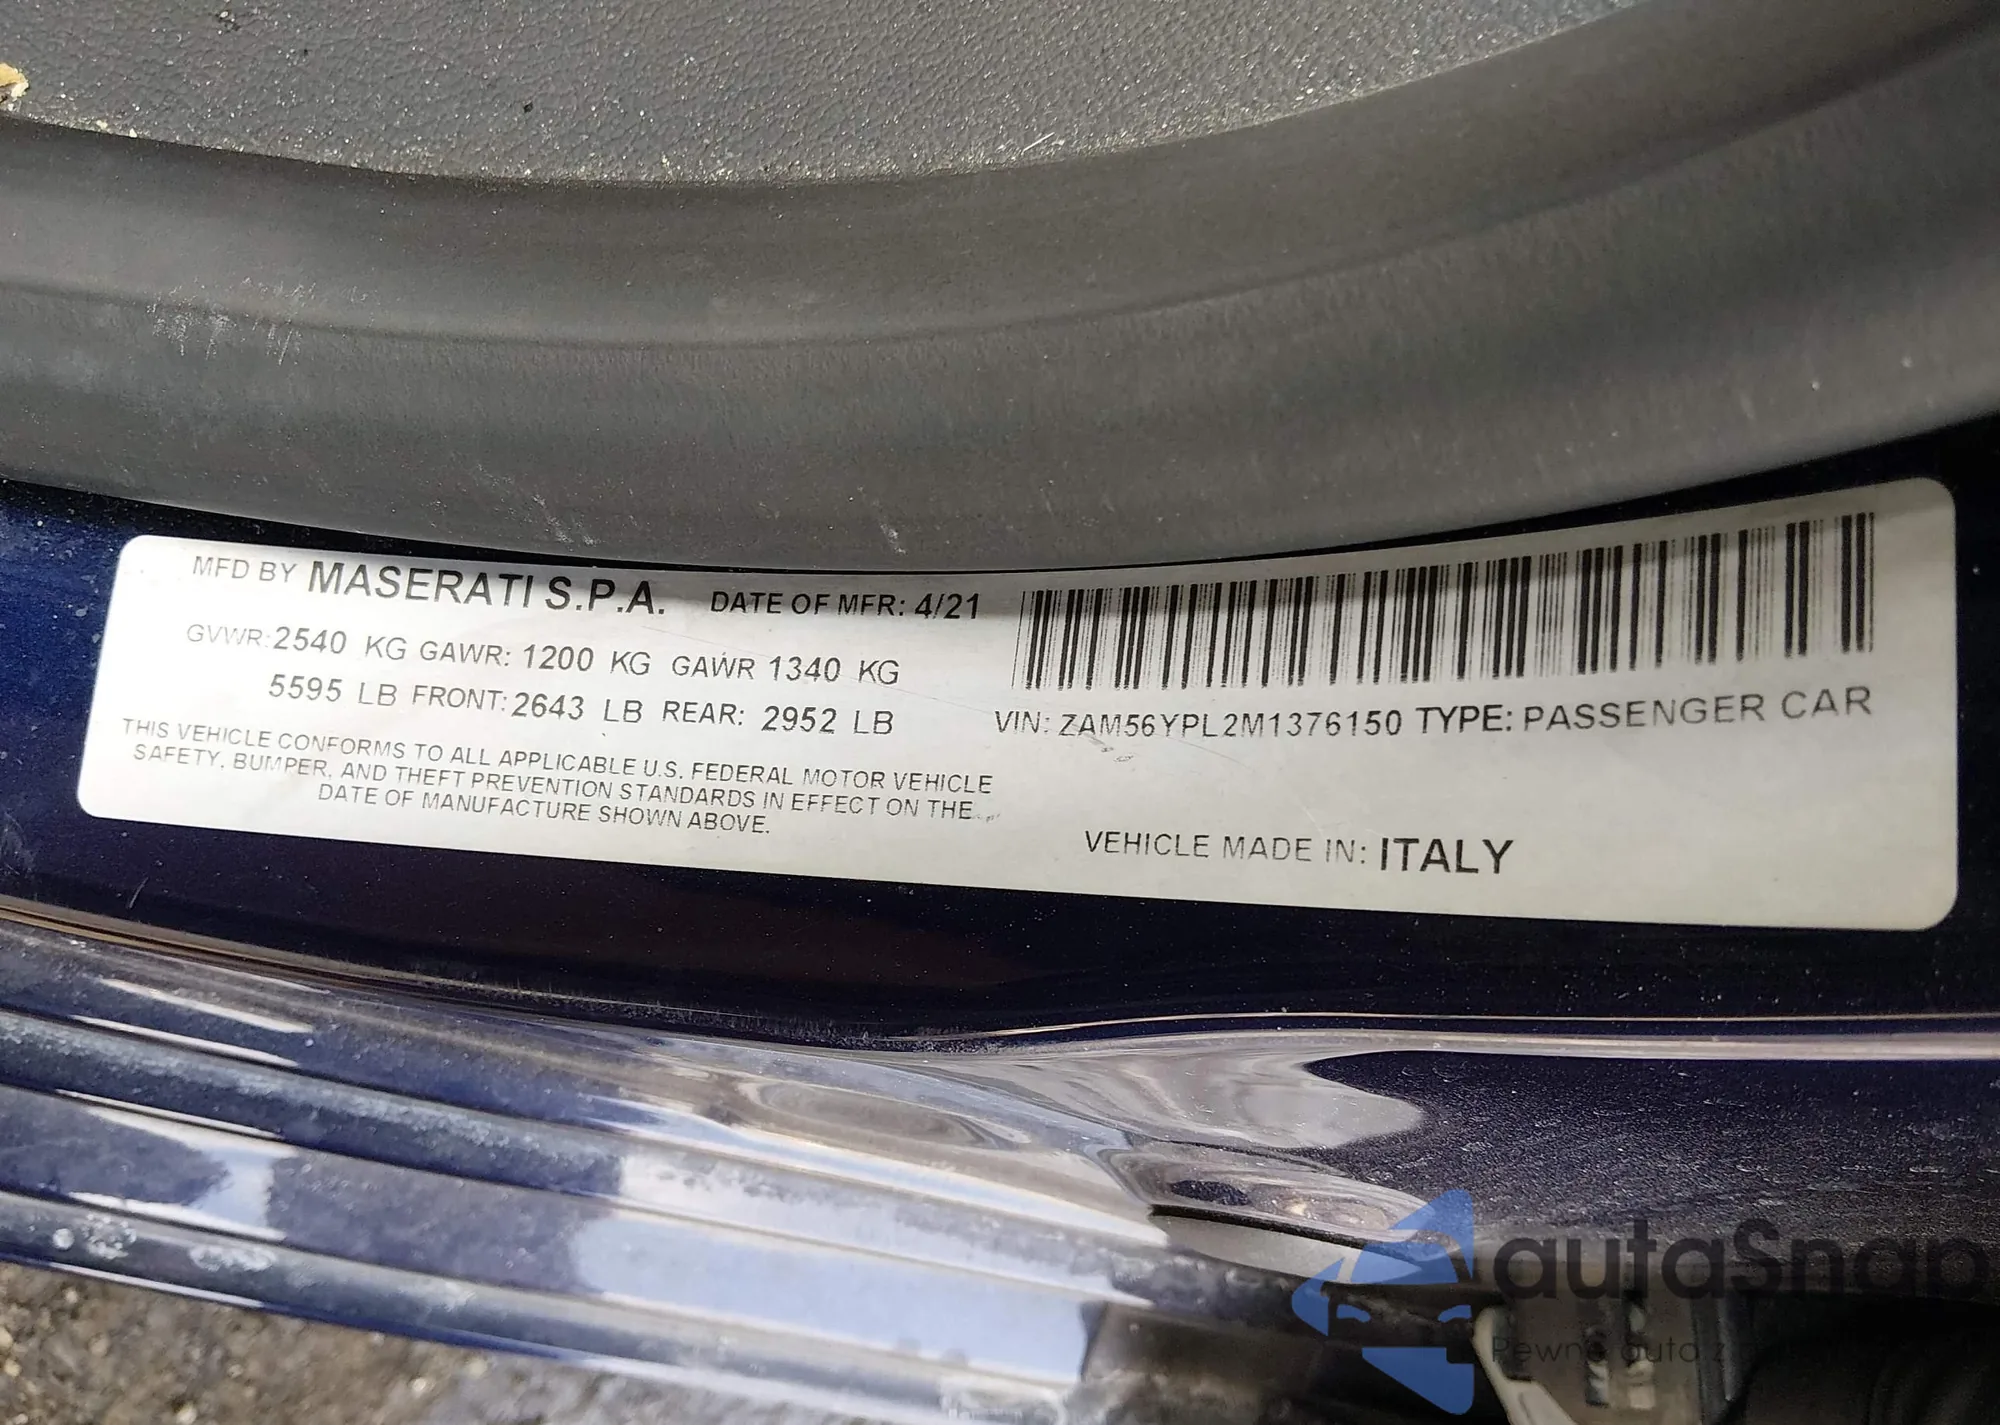 MFD BY MASERATI S.P.A. DATE OF MFR: 4/21
GVWR: 2540 KG GAWR: 1200 KG GAWR 1340 KG
5595 LB FRONT: 2643 LB REAR: 2952 LB
THIS VEHICLE CONFORMS TO ALL APPLICABLE U.S. FEDERAL MOTOR VEHICLE
SAFETY, BUMPER, AND THEFT PREVENTION STANDARDS IN EFFECT ON THE
DATE OF MANUFACTURE SHOWN ABOVE.
VIN: ZAM56YPL2M1376150 TYPE: PASSENGER CAR
VEHICLE MADE IN: ITALY
autaSnap
Pewne auto z